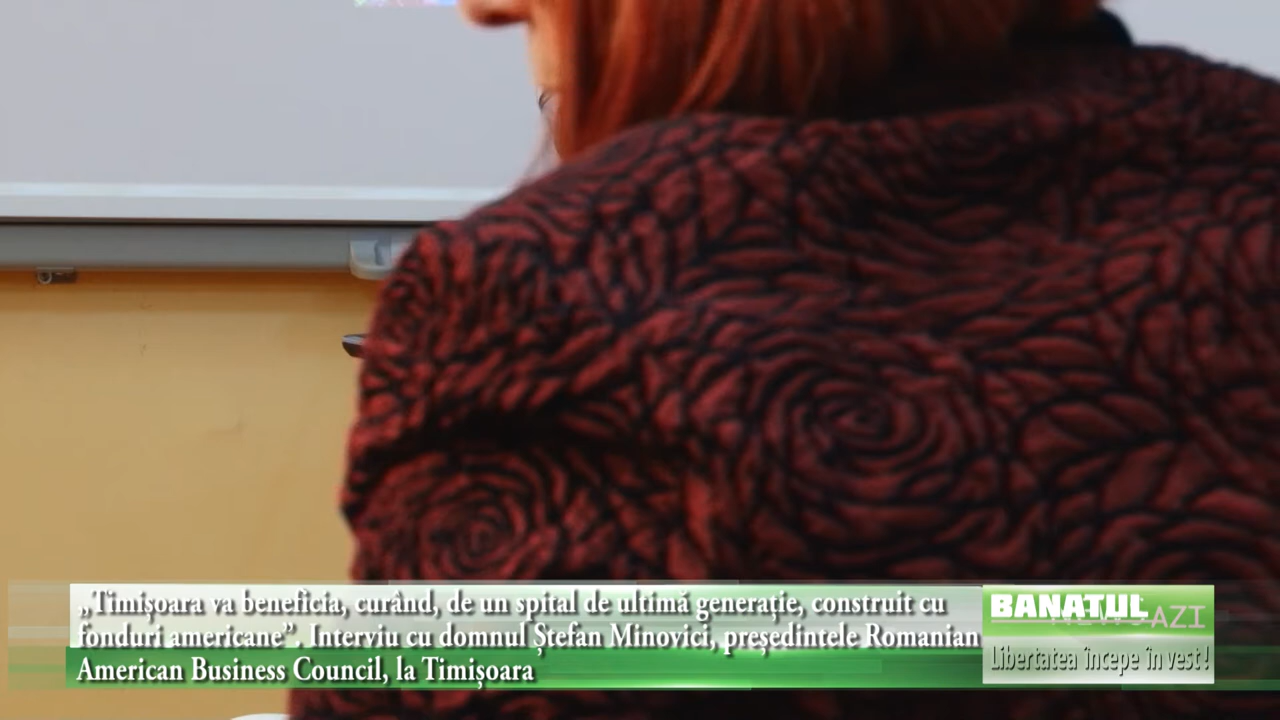 „Timișoara va beneficia, curând, de un spital de ultimă generație, construit cu
fonduri americane”. Interviu cu domnul Ștefan Minovici, președintele Romanian
American Business Council, la Timișoara
BANATUL
NEWS AZI
Libertatea începe în vest!